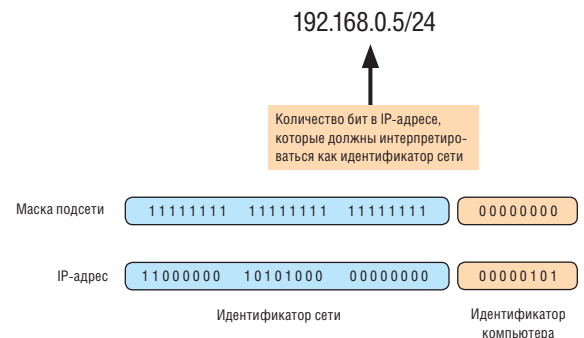 192.168.0.5/24
Количество бит в IP-адресе,
которые должны интерпретиро-
ваться как идентификатор сети
Маска подсети 11111111 11111111 11111111 00000000
IP-адрес 11000000 10101000 00000000 00000101
Идентификатор сети Идентификатор
компьютера